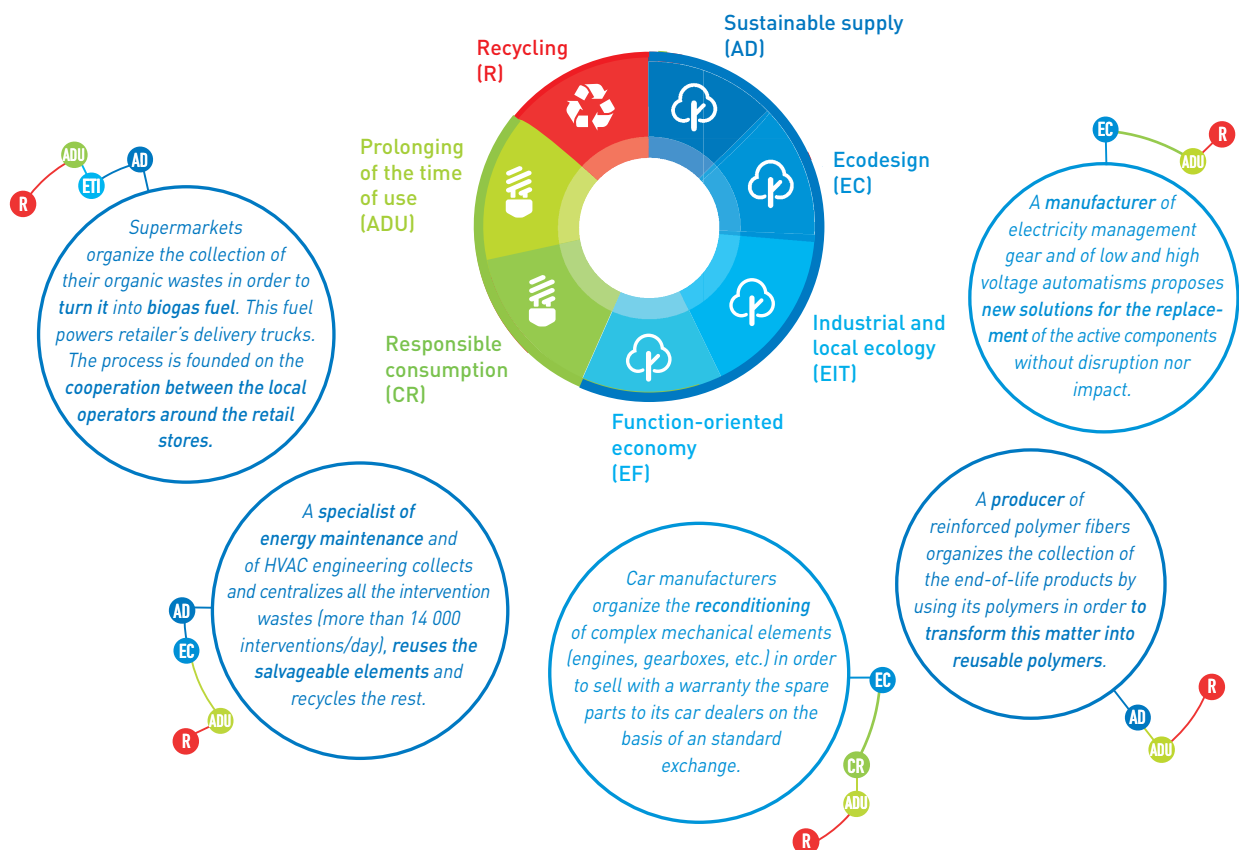 Sustainable supply
(AD)
Recycling
(R)
Prolonging
of the time
of use
(ADU)
Ecodesign
(EC)
Responsible
consumption
(CR)
Industrial and
local ecology
(EIT)
Function-oriented
economy
(EF)
R
ADU
ETI
AD
Supermarkets
organize the collection of
their organic wastes in order to
turn it into biogas fuel. This fuel
powers retailer's delivery trucks.
The process is founded on the
cooperation between the local
operators around the retail
stores.
EC
ADU
R
A manufacturer of
electricity management
gear and of low and high
voltage automatisms proposes
new solutions for the replace-
ment of the active components
without disruption nor
impact.
A specialist of
energy maintenance and
of HVAC engineering collects
and centralizes all the intervention
wastes (more than 14 000
interventions/day), reuses the
salvageable elements and
recycles the rest.
AD
EC
ADU
R
Car manufacturers
organize the reconditioning
of complex mechanical elements
(engines, gearboxes, etc.) in order
to sell with a warranty the spare
parts to its car dealers on the
basis of an standard
exchange.
EC
CR
ADU
R
A producer of
reinforced polymer fibers
organizes the collection of
the end-of-life products by
using its polymers in order to
transform this matter into
reusable polymers.
AD
ADU
R